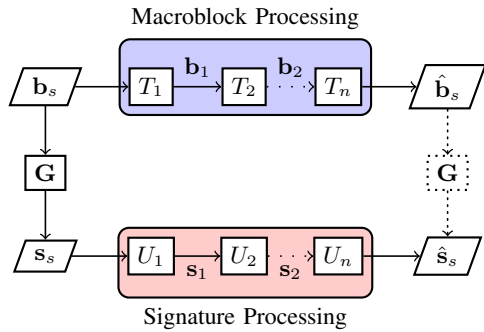 Macroblock Processing
b_s T_1 b_1 T_2 b_2 T_n b̂_s
G G
s_s U_1 s_1 U_2 s_2 U_n ŝ_s
Signature Processing